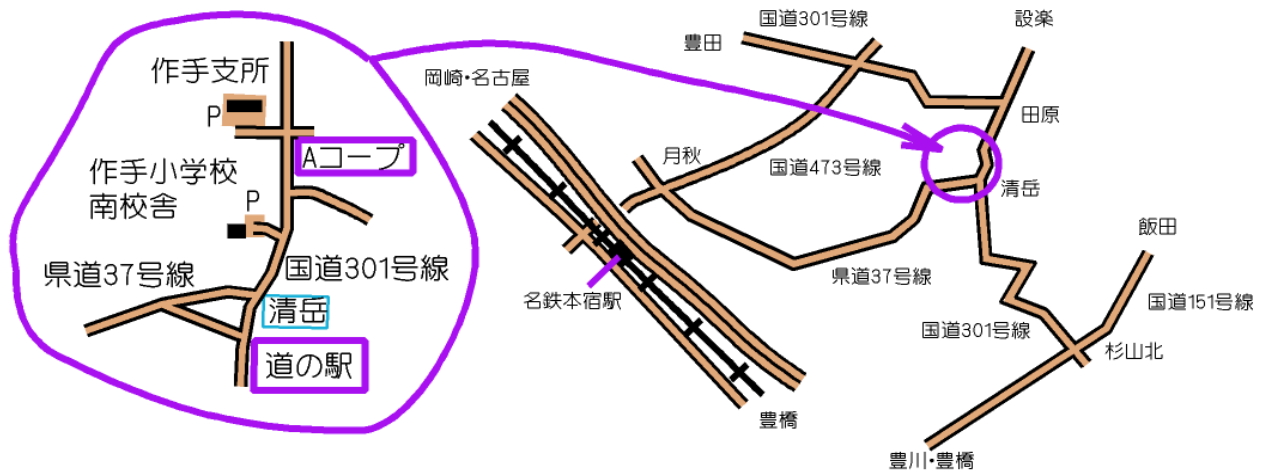 作手支所
P
Aコープ
作手小学校
南校舎
P
県道37号線
国道301号線
清岳
道の駅
国道301号線
設楽
豊田
岡崎・名古屋
田原
月秋
国道473号線
清岳
飯田
県道37号線
名鉄本宿駅
国道151号線
国道301号線
杉山北
豊橋
豊川・豊橋